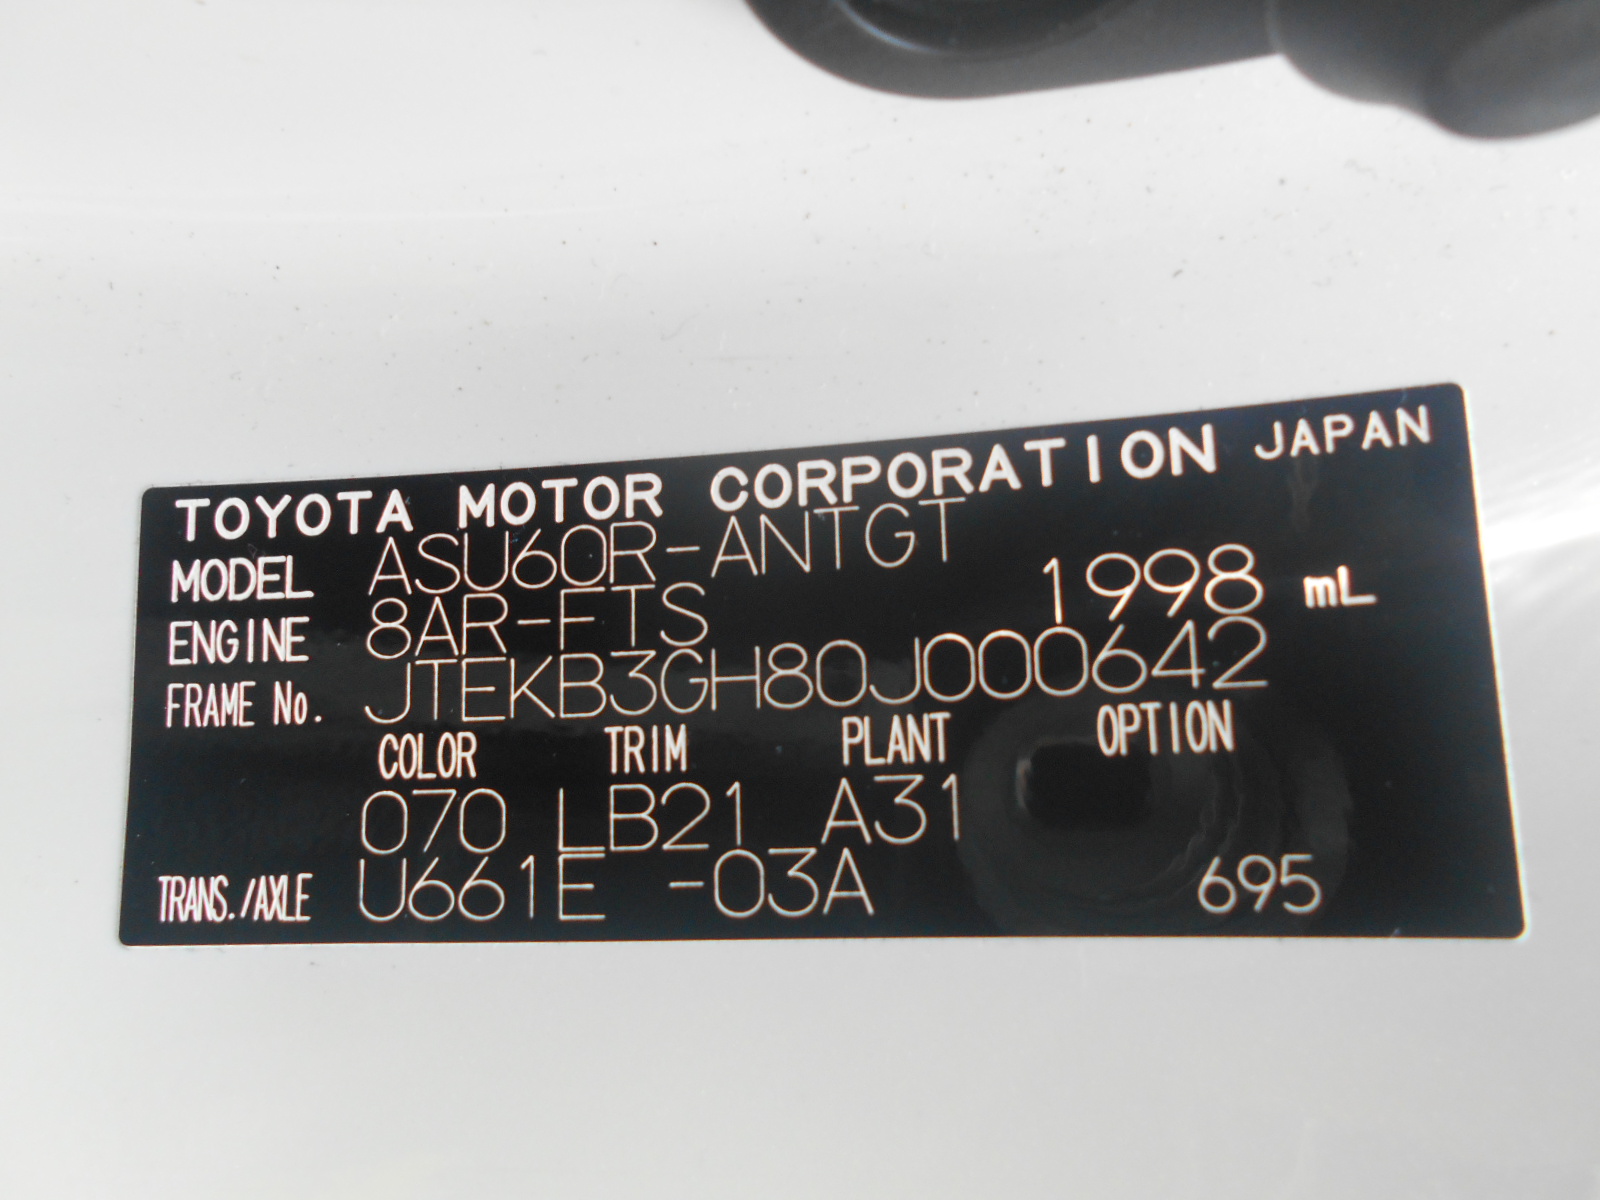 TOYOTA MOTOR CORPORATION JAPAN
MODEL ASU60R-ANTGT
ENGINE 8AR-FTS 1998 mL
FRAME No. JTEKB3GH80J000642
COLOR TRIM PLANT OPTION
070 LB21 A31
TRANS./AXLE U661E -03A 695